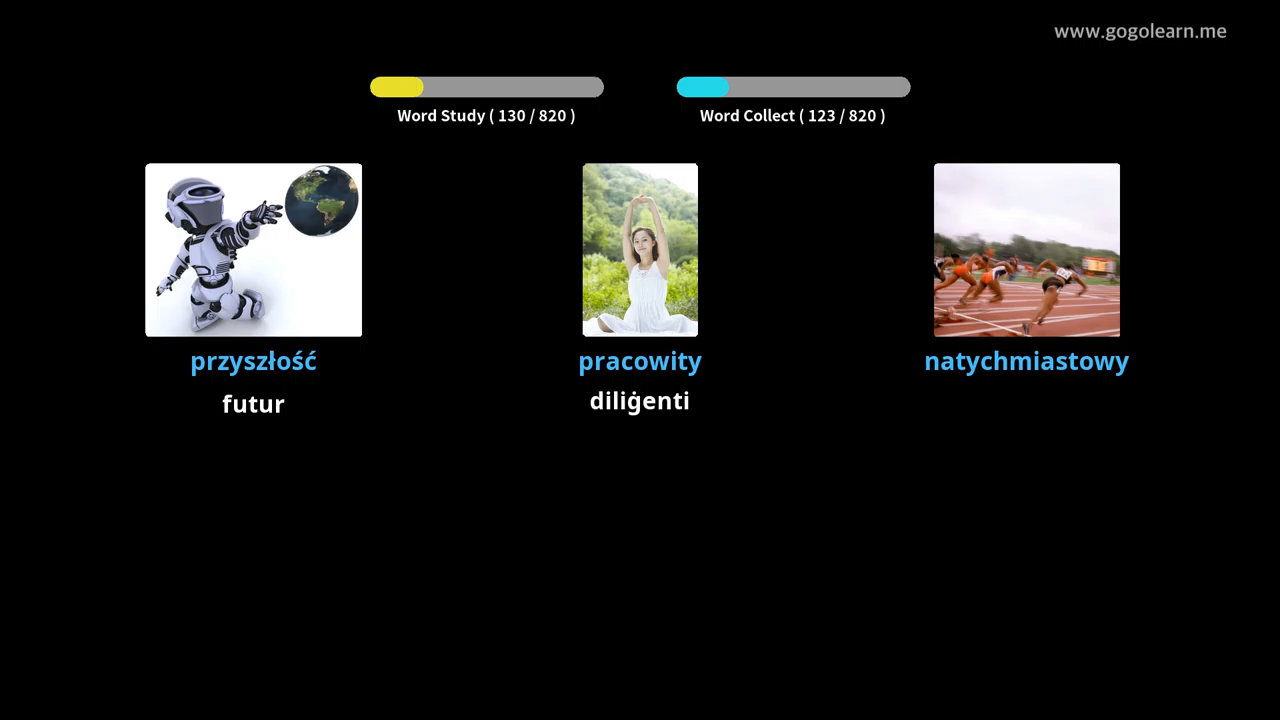 www.gogolearn.me
Word Study ( 130 / 820 )
Word Collect ( 123 / 820 )
przyszłość
pracowity
natychmiastowy
futur
diliġenti